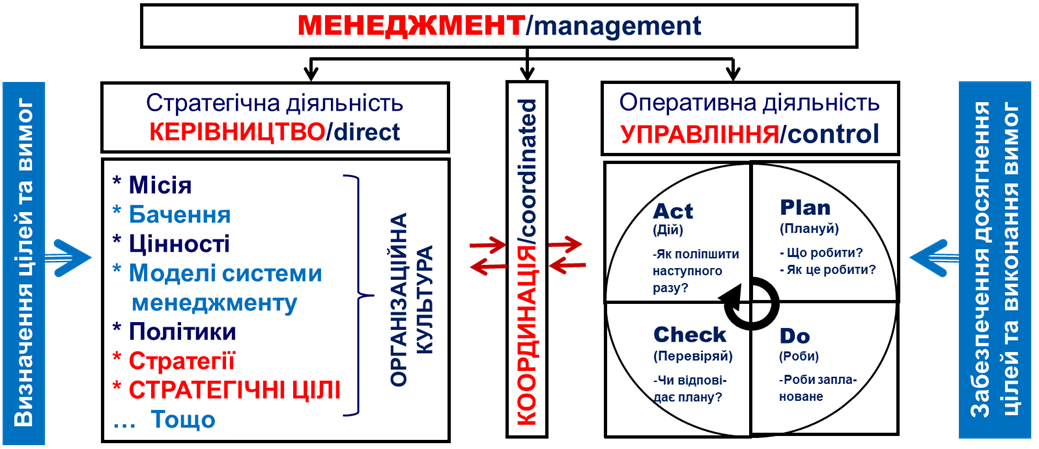 МЕНЕДЖМЕНТ/management
Визначення цілей та вимог
Стратегічна діяльність
КЕРІВНИЦТВО/direct
* Місія
* Бачення
* Цінності
* Моделі системи
менеджменту
* Політики
* Стратегії
* СТРАТЕГІЧНІ ЦІЛІ
... Тощо
ОРГАНІЗАЦІЙНА
КУЛЬТУРА
КООРДИНАЦІЯ/coordinated
Оперативна діяльність
УПРАВЛІННЯ/control
Act
(Дій)
-Як поліпшити
наступного
разу?
Plan
(Плануй)
- Що робити?
- Як це робити?
Check
(Перевіряй)
-Чи відпові-
дає плану?
Do
(Роби)
-Роби запла-
новане
Забезпечення досягнення
цілей та виконання вимог